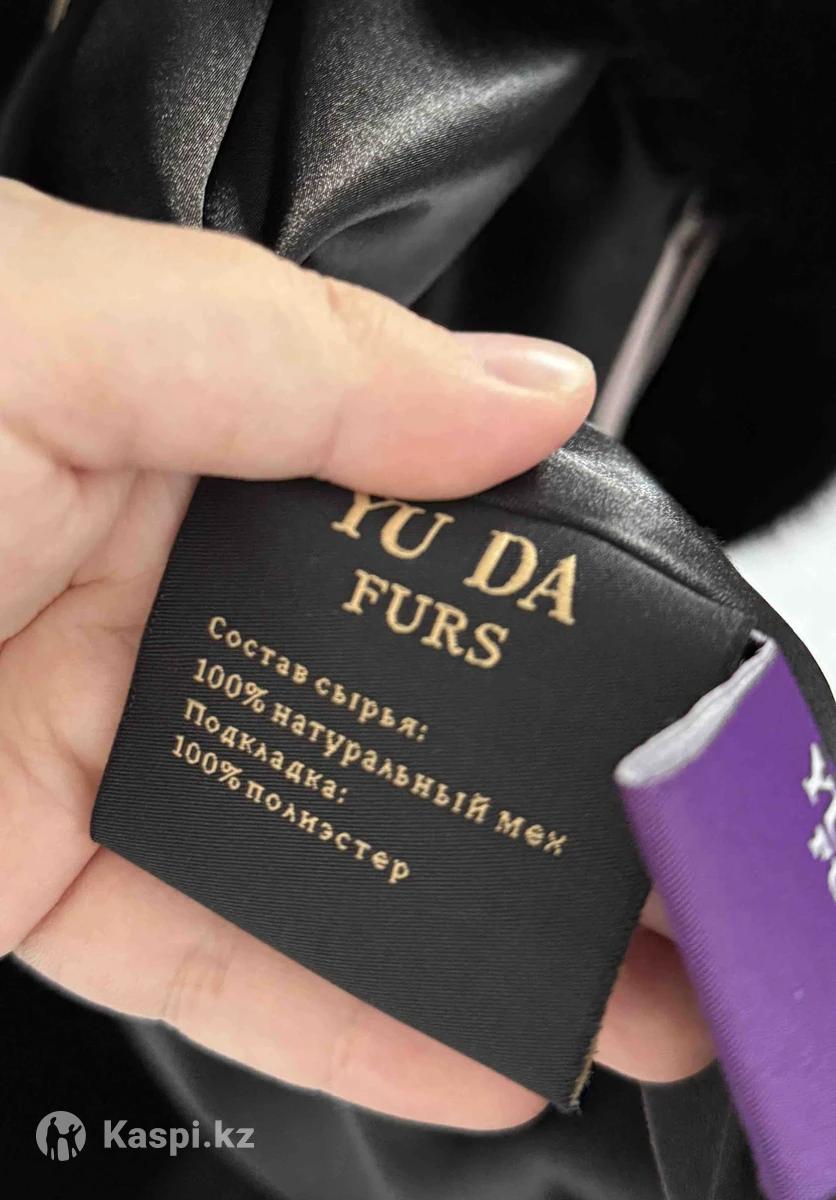 YU DA
FURS
Состав сырья:
100% натуральный мех
Подкладка:
100% полиэстер
Kaspi.kz